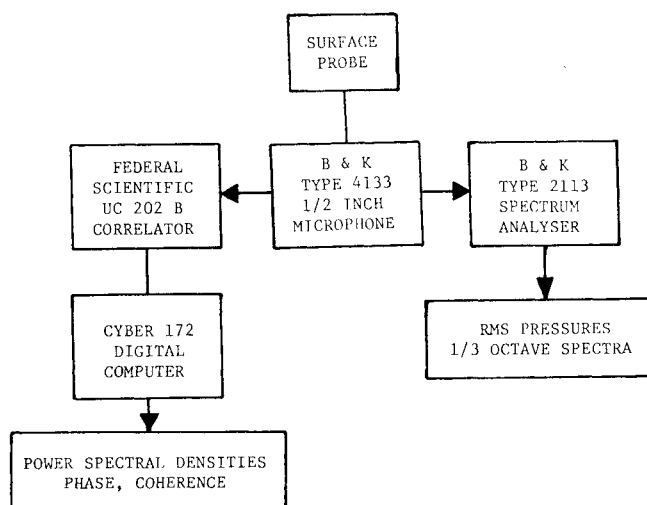 SURFACE
PROBE
FEDERAL
SCIENTIFIC
UC 202 B
CORRELATOR
B & K
TYPE 4133
1/2 INCH
MICROPHONE
B & K
TYPE 2113
SPECTRUM
ANALYSER
CYBER 172
DIGITAL
COMPUTER
RMS PRESSURES
1/3 OCTAVE SPECTRA
POWER SPECTRAL DENSITIES
PHASE, COHERENCE